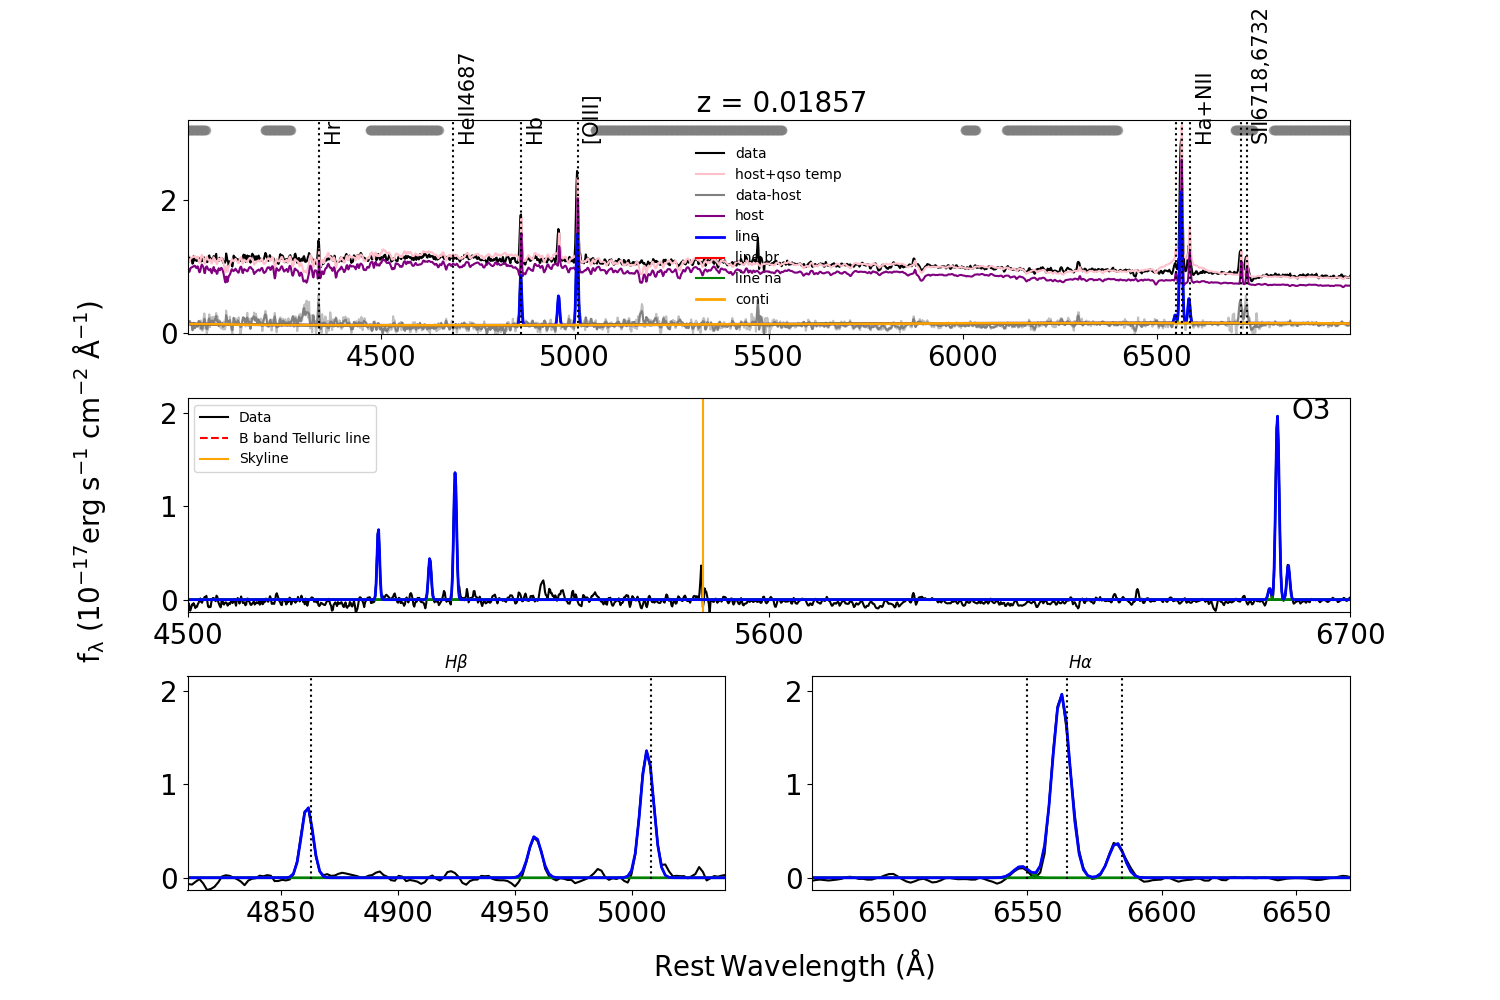 z = 0.01857
Hr
HeII4687
Hb
[OIII]
Ha+NII
SII6718,6732
data
host+qso temp
data-host
host
line
line br
line na
conti
2
0
4500 5000 5500 6000 6500
fλ (10⁻¹⁷erg s⁻¹ cm⁻² Å⁻¹)
O3
Data
B band Telluric line
Skyline
2
1
0
4500 5600 6700
Hβ
2
1
0
4850 4900 4950 5000
Hα
2
1
0
6500 6550 6600 6650
Rest Wavelength (Å)